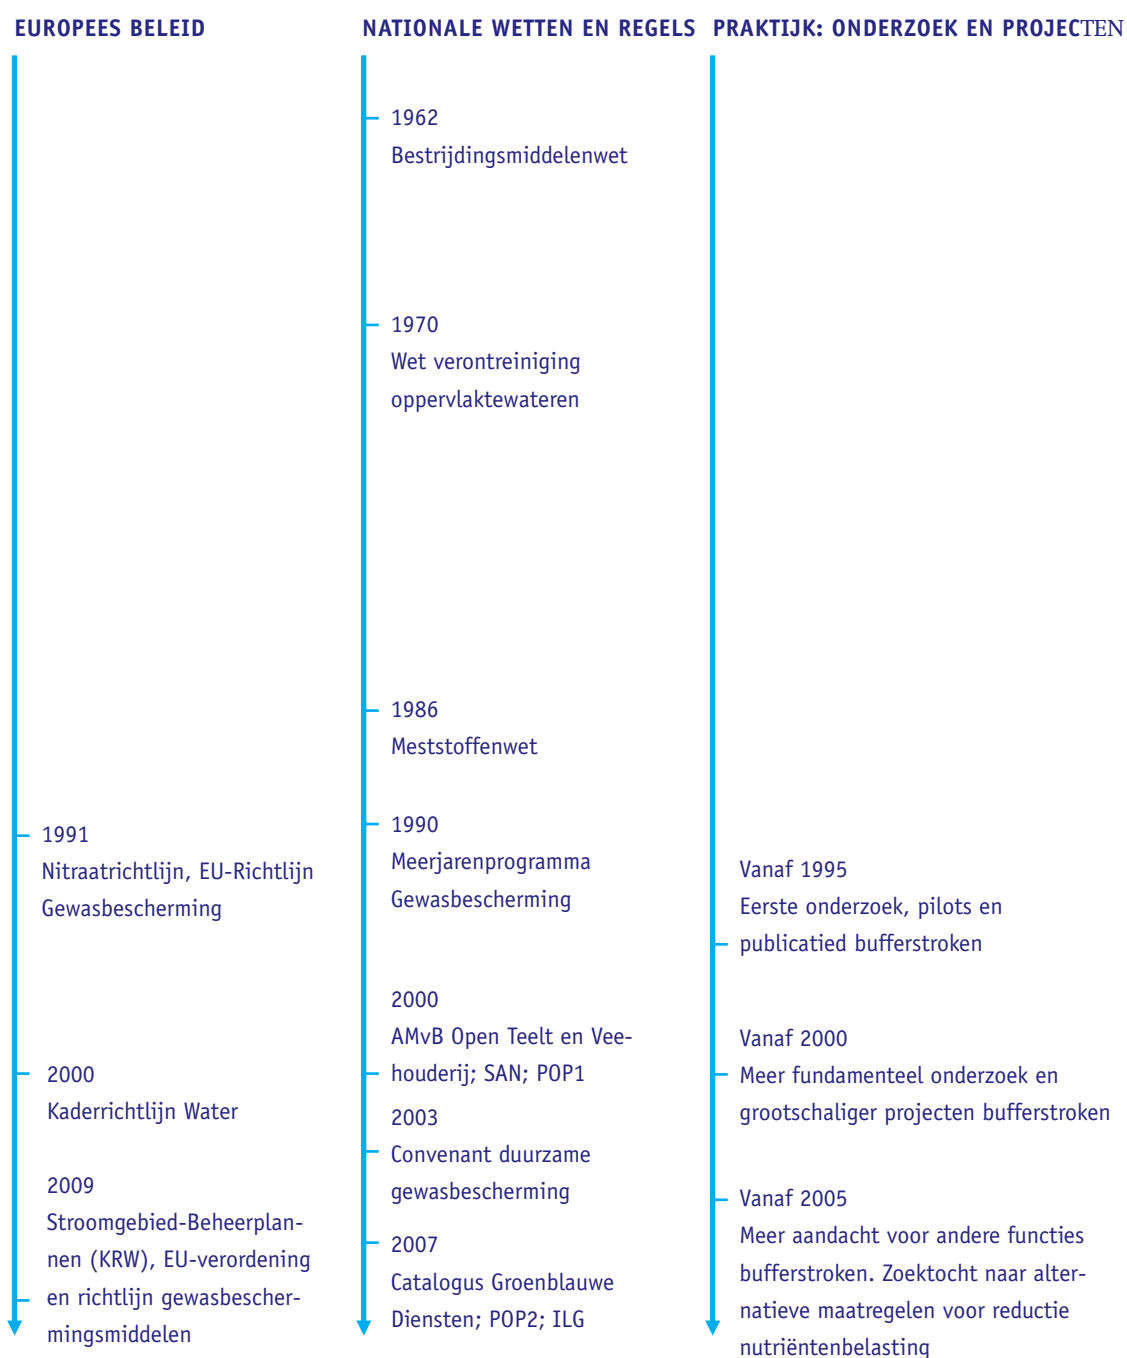 EUROPEES BELEID
1991
Nitraatrichtlijn, EU-Richtlijn
Gewasbescherming
2000
Kaderrichtlijn Water
2009
Stroomgebied-Beheerplan-
nen (KRW), EU-verordening
en richtlijn gewasbescher-
mingsmiddelen
NATIONALE WETTEN EN REGELS
1962
Bestrijdingsmiddelenwet
1970
Wet verontreiniging
oppervlaktewateren
1986
Meststoffenwet
1990
Meerjarenprogramma
Gewasbescherming
2000
AMvB Open Teelt en Vee-
houderij; SAN; POP1
2003
Convenant duurzame
gewasbescherming
2007
Catalogus Groenblauwe
Diensten; POP2; ILG
PRAKTIJK: ONDERZOEK EN PROJECTEN
Vanaf 1995
Eerste onderzoek, pilots en
publicatied bufferstroken
Vanaf 2000
Meer fundamenteel onderzoek en
grootschaliger projecten bufferstroken
Vanaf 2005
Meer aandacht voor andere functies
bufferstroken. Zoektocht naar alter-
natieve maatregelen voor reductie
nutriëntenbelasting